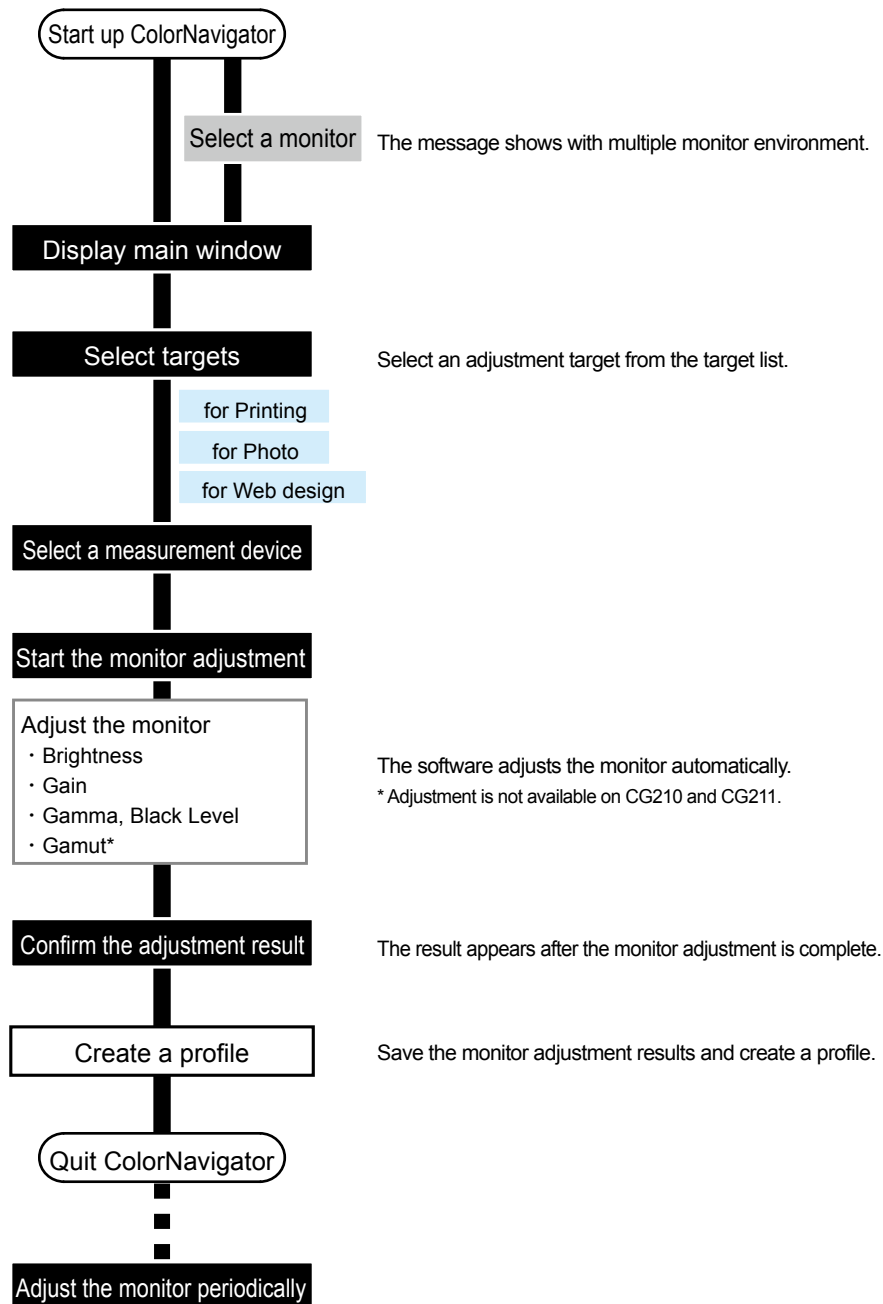 Start up ColorNavigator
Select a monitor
The message shows with multiple monitor environment.
Display main window
Select targets
Select an adjustment target from the target list.
for Printing
for Photo
for Web design
Select a measurement device
Start the monitor adjustment
Adjust the monitor
・Brightness
・Gain
・Gamma, Black Level
・Gamut*
The software adjusts the monitor automatically.
* Adjustment is not available on CG210 and CG211.
Confirm the adjustment result
The result appears after the monitor adjustment is complete.
Create a profile
Save the monitor adjustment results and create a profile.
Quit ColorNavigator
Adjust the monitor periodically